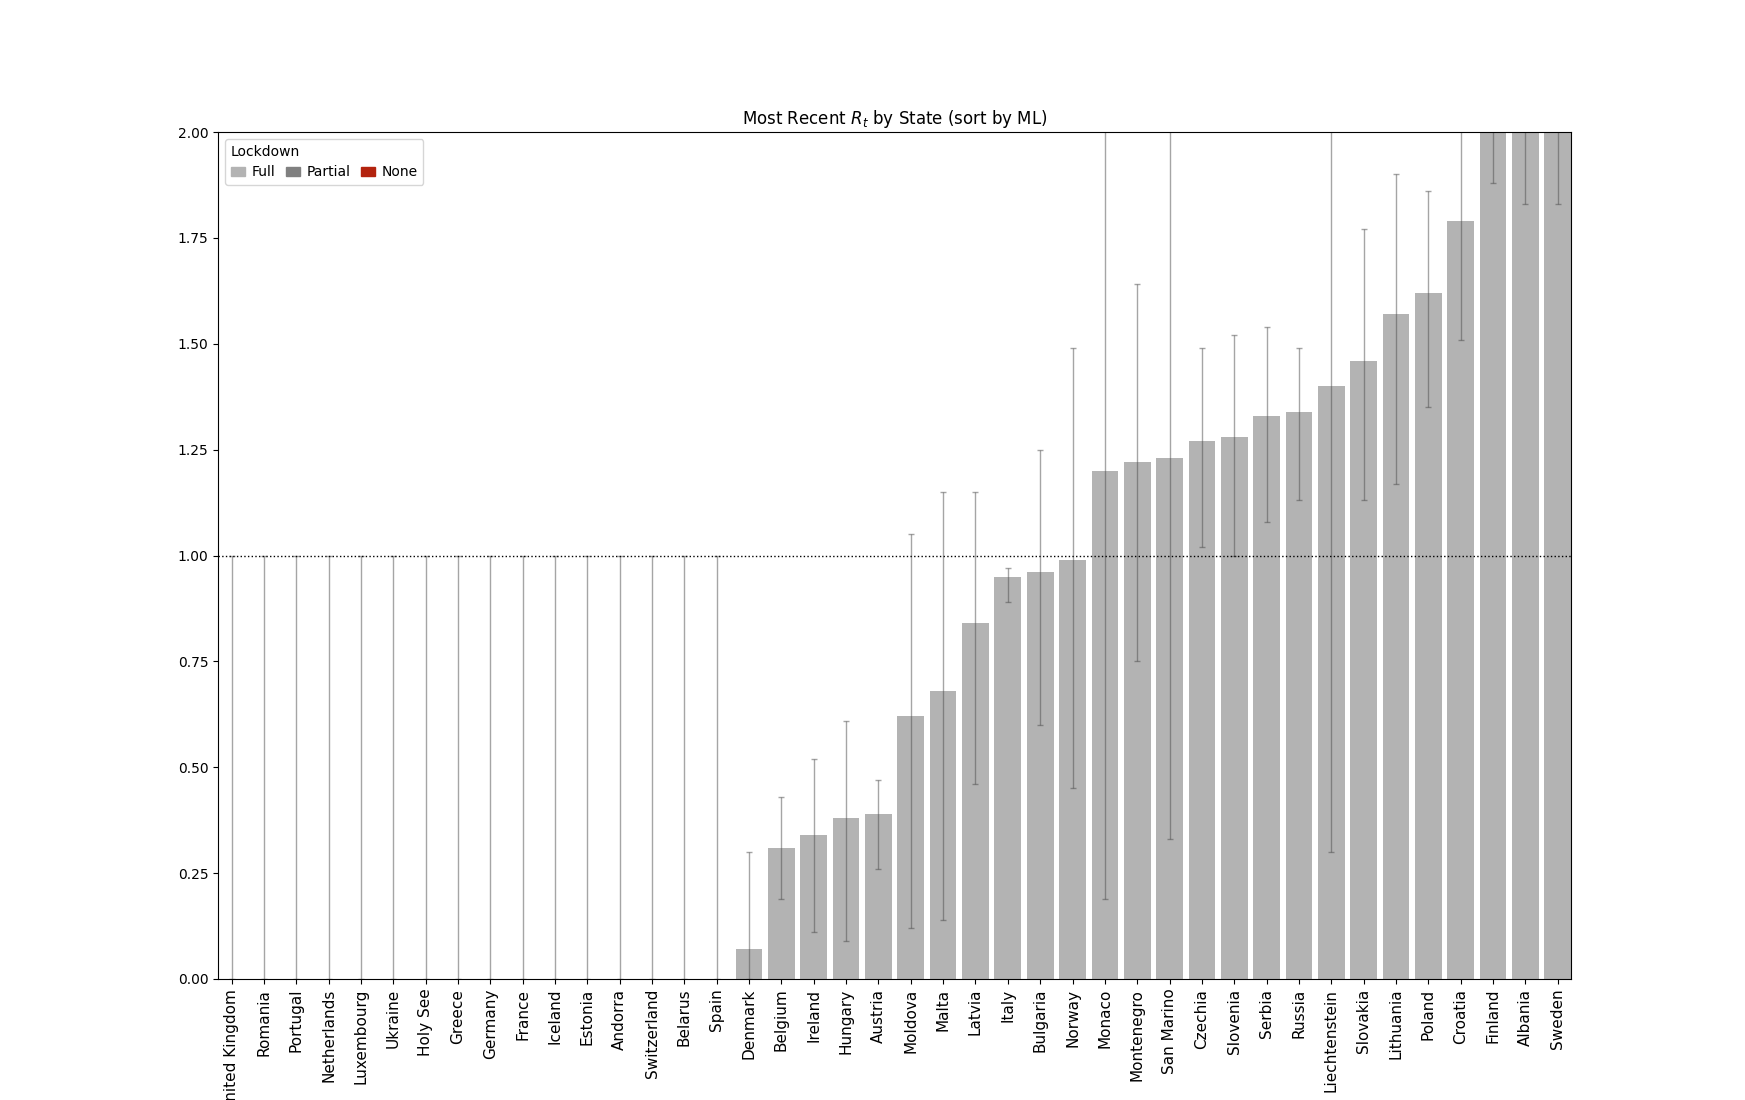 Most Recent R_t by State (sort by ML)
Lockdown
Full Partial None
2.00
1.75
1.50
1.25
1.00
0.75
0.50
0.25
0.00
nited Kingdom
Romania
Portugal
Netherlands
Luxembourg
Ukraine
Holy See
Greece
Germany
France
Iceland
Estonia
Andorra
Switzerland
Belarus
Spain
Denmark
Belgium
Ireland
Hungary
Austria
Moldova
Malta
Latvia
Italy
Bulgaria
Norway
Monaco
Montenegro
San Marino
Czechia
Slovenia
Serbia
Russia
Liechtenstein
Slovakia
Lithuania
Poland
Croatia
Finland
Albania
Sweden